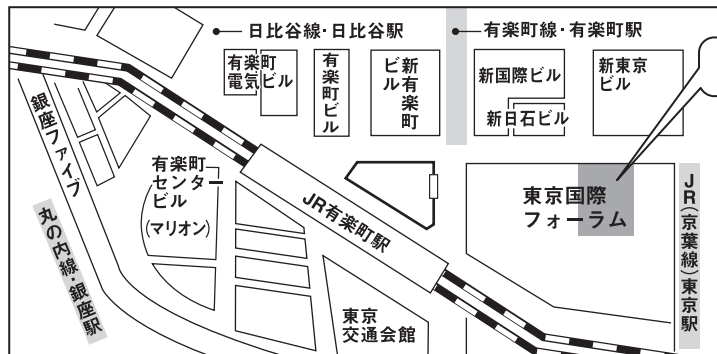 日比谷線・日比谷駅
有楽町線・有楽町駅
有楽町
電気ビル
有楽町ビル
新有楽町
ビル
新国際ビル
新日石ビル
新東京
ビル
銀座ファイブ
丸の内線・銀座駅
有楽町
センター
ビル
(マリオン)
JR有楽町駅
東京国際
フォーラム
JR(京葉線)東京駅
東京
交通会館